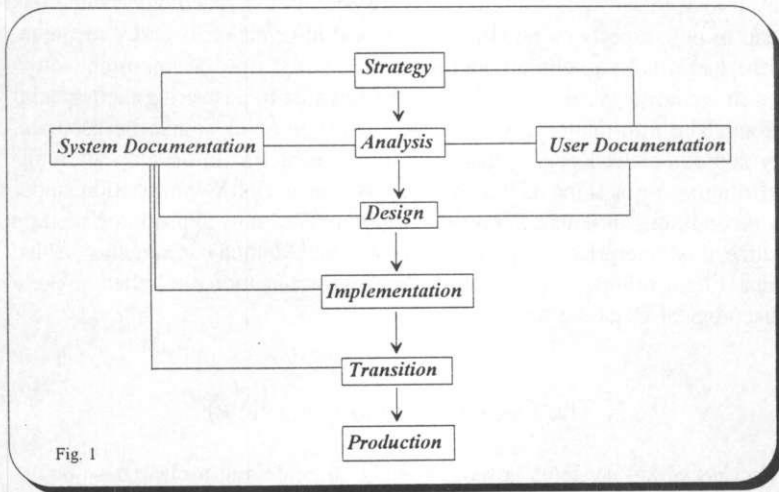 Strategy
System Documentation
Analysis
User Documentation
Design
Implementation
Transition
Production
Fig. 1